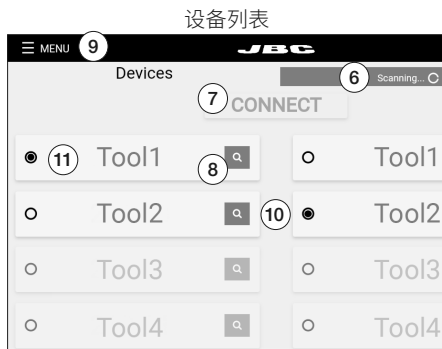 设备列表
☰ MENU 9 JBC
Devices 6 Scanning...
7 CONNECT
11 Tool1 8 Tool1
Tool2 10 Tool2
Tool3 Tool3
Tool4 Tool4